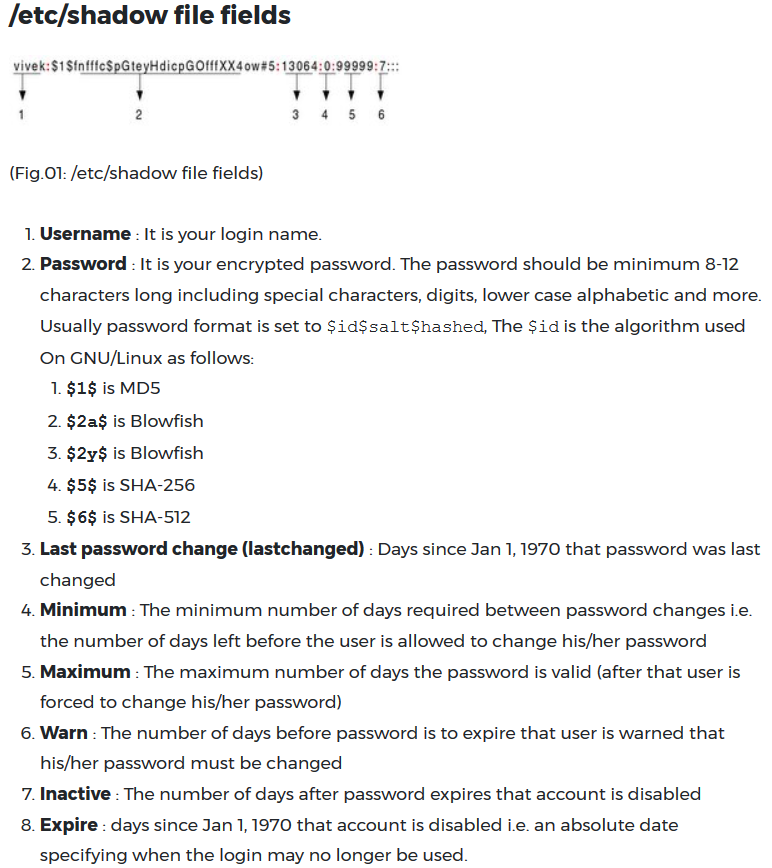 /etc/shadow file fields
vivek:$1$fnfffc$pGteyHdicpGOfffXX4ow#5:13064:0:99999:7:::
1 2 3 4 5 6
(Fig.01: /etc/shadow file fields)
1. Username : It is your login name.
2. Password : It is your encrypted password. The password should be minimum 8-12
characters long including special characters, digits, lower case alphabetic and more.
Usually password format is set to $id$salt$hashed, The $id is the algorithm used
On GNU/Linux as follows:
1. $1$ is MD5
2. $2a$ is Blowfish
3. $2y$ is Blowfish
4. $5$ is SHA-256
5. $6$ is SHA-512
3. Last password change (lastchanged) : Days since Jan 1, 1970 that password was last
changed
4. Minimum : The minimum number of days required between password changes i.e.
the number of days left before the user is allowed to change his/her password
5. Maximum : The maximum number of days the password is valid (after that user is
forced to change his/her password)
6. Warn : The number of days before password is to expire that user is warned that
his/her password must be changed
7. Inactive : The number of days after password expires that account is disabled
8. Expire : days since Jan 1, 1970 that account is disabled i.e. an absolute date
specifying when the login may no longer be used.